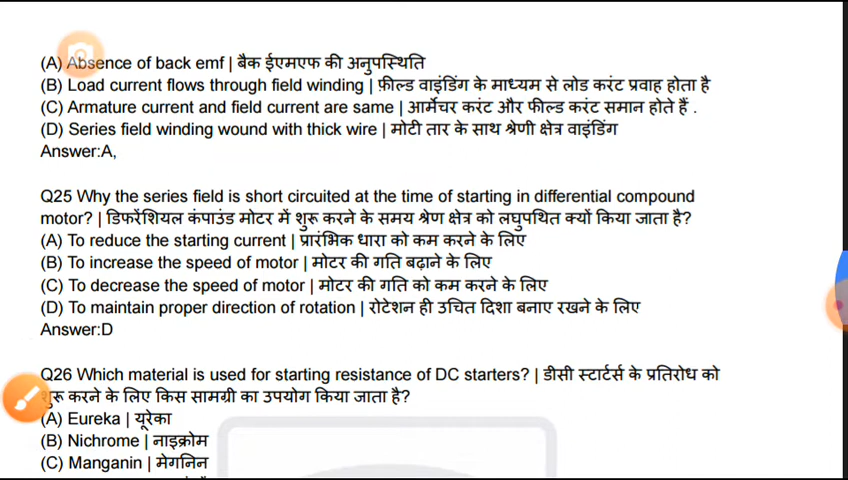 (A) Absence of back emf | बैक ईएमएफ की अनुपस्थिति
(B) Load current flows through field winding | फ़ील्ड वाइंडिंग के माध्यम से लोड करंट प्रवाह होता है
(C) Armature current and field current are same | आर्मेचर करंट और फील्ड करंट समान होते हैं .
(D) Series field winding wound with thick wire | मोटी तार के साथ श्रेणी क्षेत्र वाइंडिंग
Answer:A,
Q25 Why the series field is short circuited at the time of starting in differential compound
motor? | डिफरेंशियल कंपाउंड मोटर में शुरू करने के समय श्रेण क्षेत्र को लघुपथित क्यों किया जाता है?
(A) To reduce the starting current | प्रारंभिक धारा को कम करने के लिए
(B) To increase the speed of motor | मोटर की गति बढ़ाने के लिए
(C) To decrease the speed of motor | मोटर की गति को कम करने के लिए
(D) To maintain proper direction of rotation | रोटेशन ही उचित दिशा बनाए रखने के लिए
Answer:D
Q26 Which material is used for starting resistance of DC starters? | डीसी स्टार्टर्स के प्रतिरोध को
शुरू करने के लिए किस सामग्री का उपयोग किया जाता है?
(A) Eureka | यूरेका
(B) Nichrome | नाइक्रोम
(C) Manganin | मेगनिन